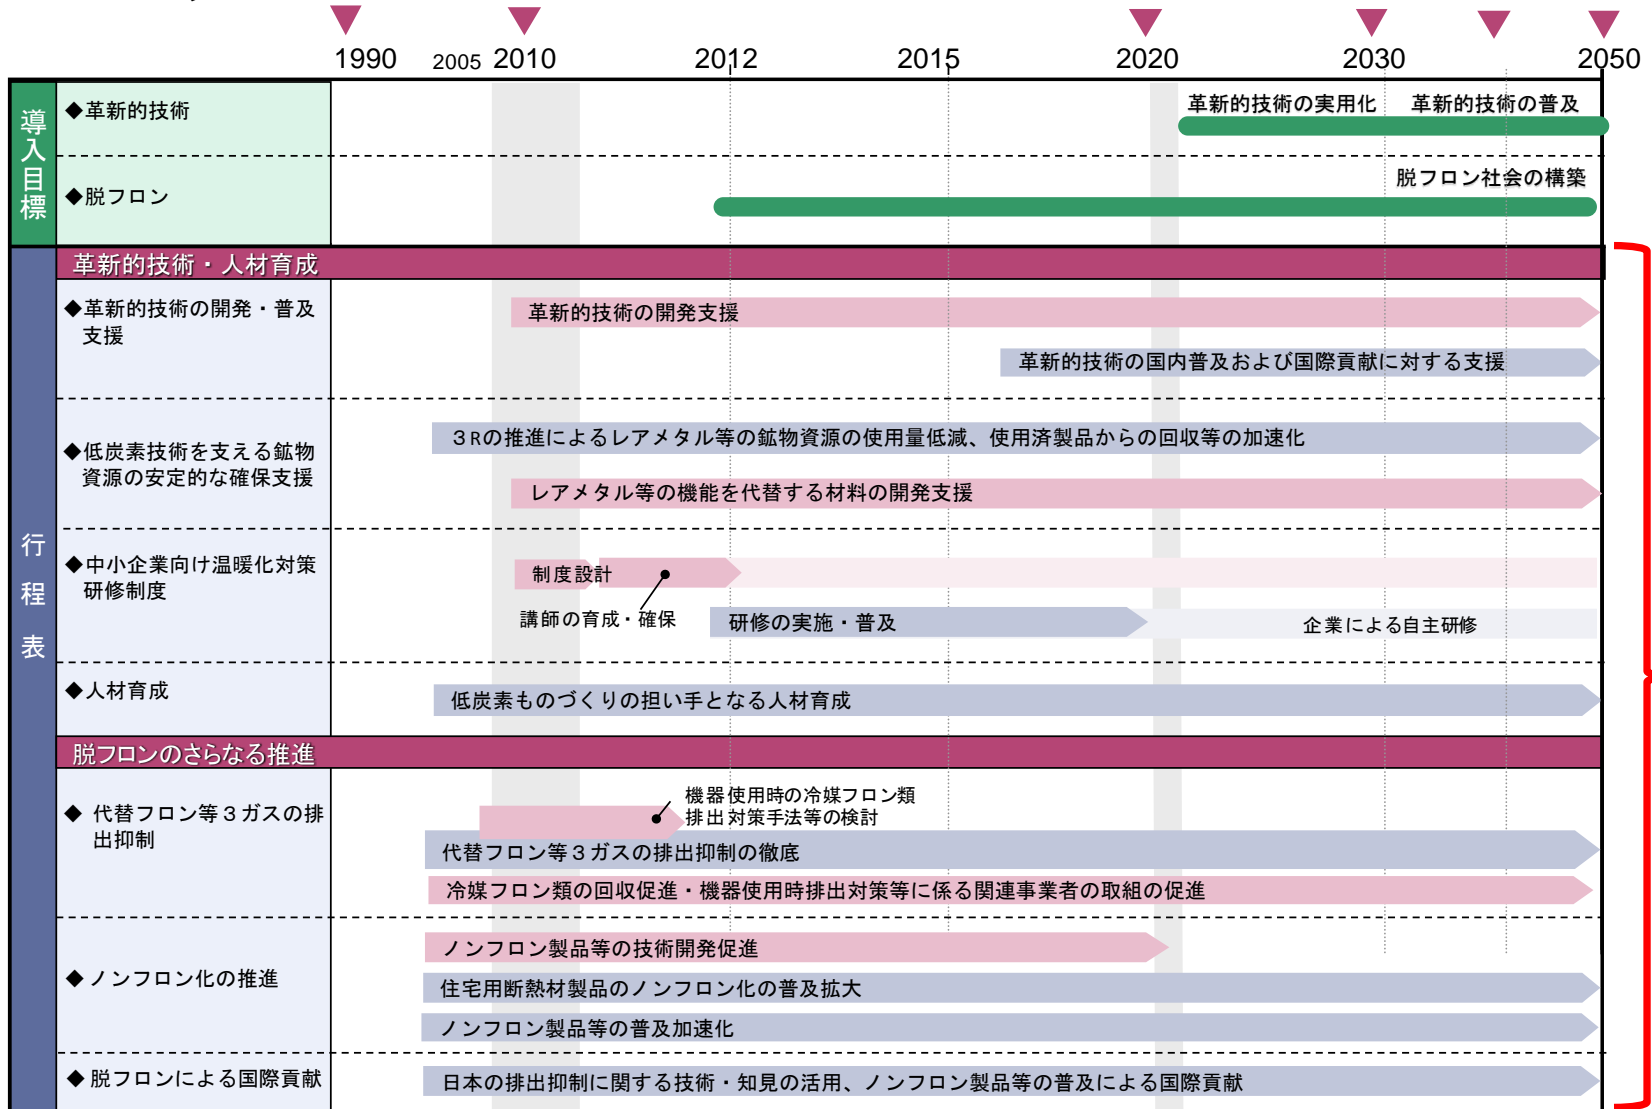 1990 2005 2010 2012 2015 2020 2030 2050
導入目標
◆革新的技術
革新的技術の実用化 革新的技術の普及
◆脱フロン
脱フロン社会の構築
行程表
革新的技術・人材育成
◆革新的技術の開発・普及
支援
革新的技術の開発支援
革新的技術の国内普及および国際貢献に対する支援
◆低炭素技術を支える鉱物
資源の安定的な確保支援
３Rの推進によるレアメタル等の鉱物資源の使用量低減、使用済製品からの回収等の加速化
レアメタル等の機能を代替する材料の開発支援
◆中小企業向け温暖化対策
研修制度
制度設計
講師の育成・確保
研修の実施・普及
企業による自主研修
◆人材育成
低炭素ものづくりの担い手となる人材育成
脱フロンのさらなる推進
◆ 代替フロン等３ガスの排
出抑制
機器使用時の冷媒フロン類
排出対策手法等の検討
代替フロン等３ガスの排出抑制の徹底
冷媒フロン類の回収促進・機器使用時排出対策等に係る関連事業者の取組の促進
◆ ノンフロン化の推進
ノンフロン製品等の技術開発促進
住宅用断熱材製品のノンフロン化の普及拡大
ノンフロン製品等の普及加速化
◆ 脱フロンによる国際貢献
日本の排出抑制に関する技術・知見の活用、ノンフロン製品等の普及による国際貢献